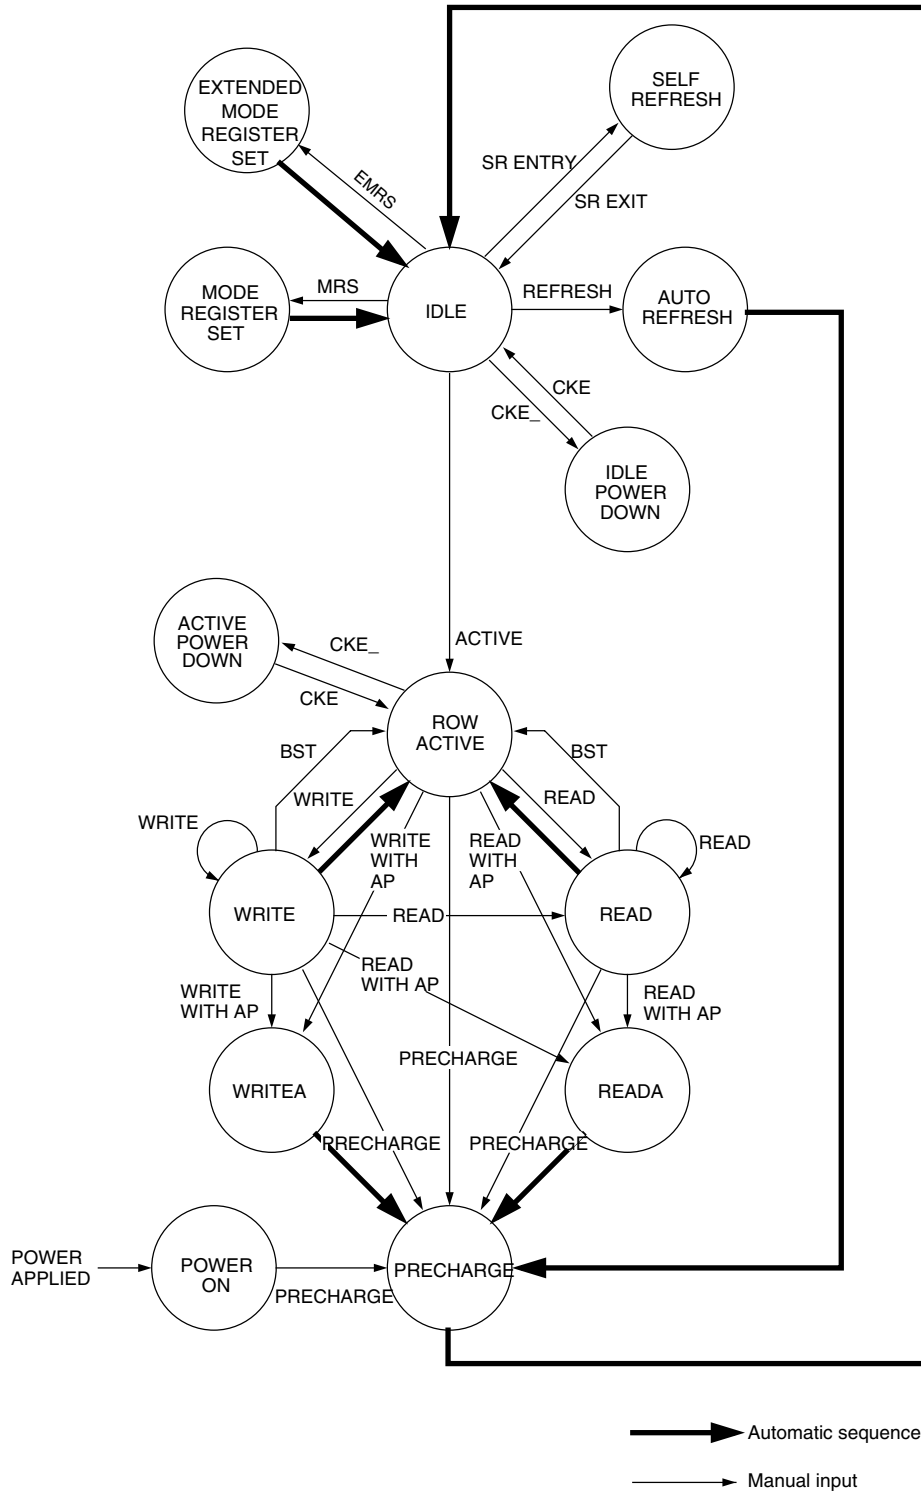 EXTENDED
MODE
REGISTER
SET
SELF
REFRESH
EMRS
SR ENTRY
SR EXIT
MODE
REGISTER
SET
MRS
IDLE
REFRESH
AUTO
REFRESH
CKE
CKE_
IDLE
POWER
DOWN
ACTIVE
POWER
DOWN
CKE_
CKE
ACTIVE
ROW
ACTIVE
BST
BST
WRITE
READ
WRITE
WRITE
WITH
AP
READ
WITH
AP
READ
WRITE
READ
READ
READ
WITH AP
WRITE
WITH AP
READ
WITH AP
PRECHARGE
WRITEA
READA
PRECHARGE
PRECHARGE
POWER
APPLIED
POWER
ON
PRECHARGE
PRECHARGE
Automatic sequence
Manual input